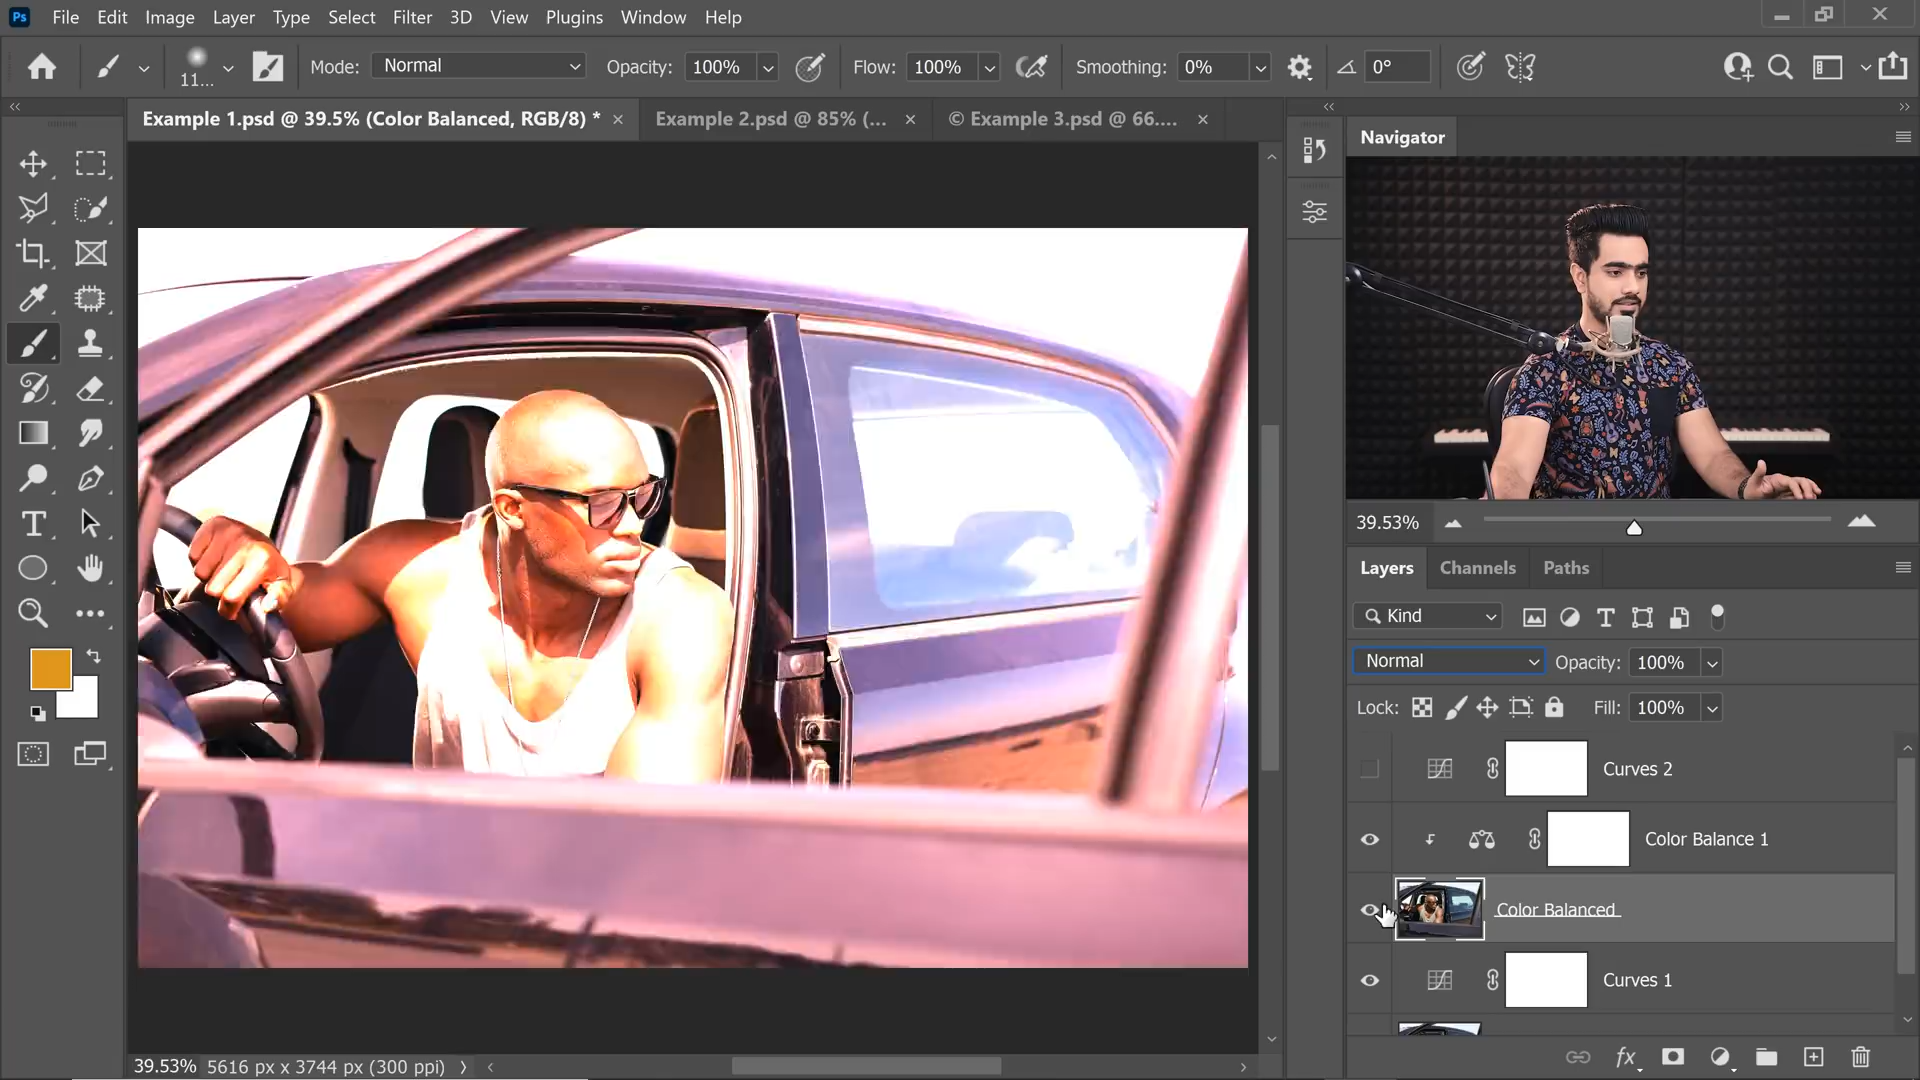 Ps File Edit Image Layer Type Select Filter 3D View Plugins Window Help
11... Mode: Normal Opacity: 100% Flow: 100% Smoothing: 0% 0°
Example 1.psd @ 39.5% (Color Balanced, RGB/8) * × Example 2.psd @ 85% (... × © Example 3.psd @ 66.... ×
Navigator
39.53%
Layers Channels Paths
Kind
Normal Opacity: 100%
Lock: Fill: 100%
Curves 2
Color Balance 1
Color Balanced
Curves 1
39.53% 5616 px x 3744 px (300 ppi)
fx